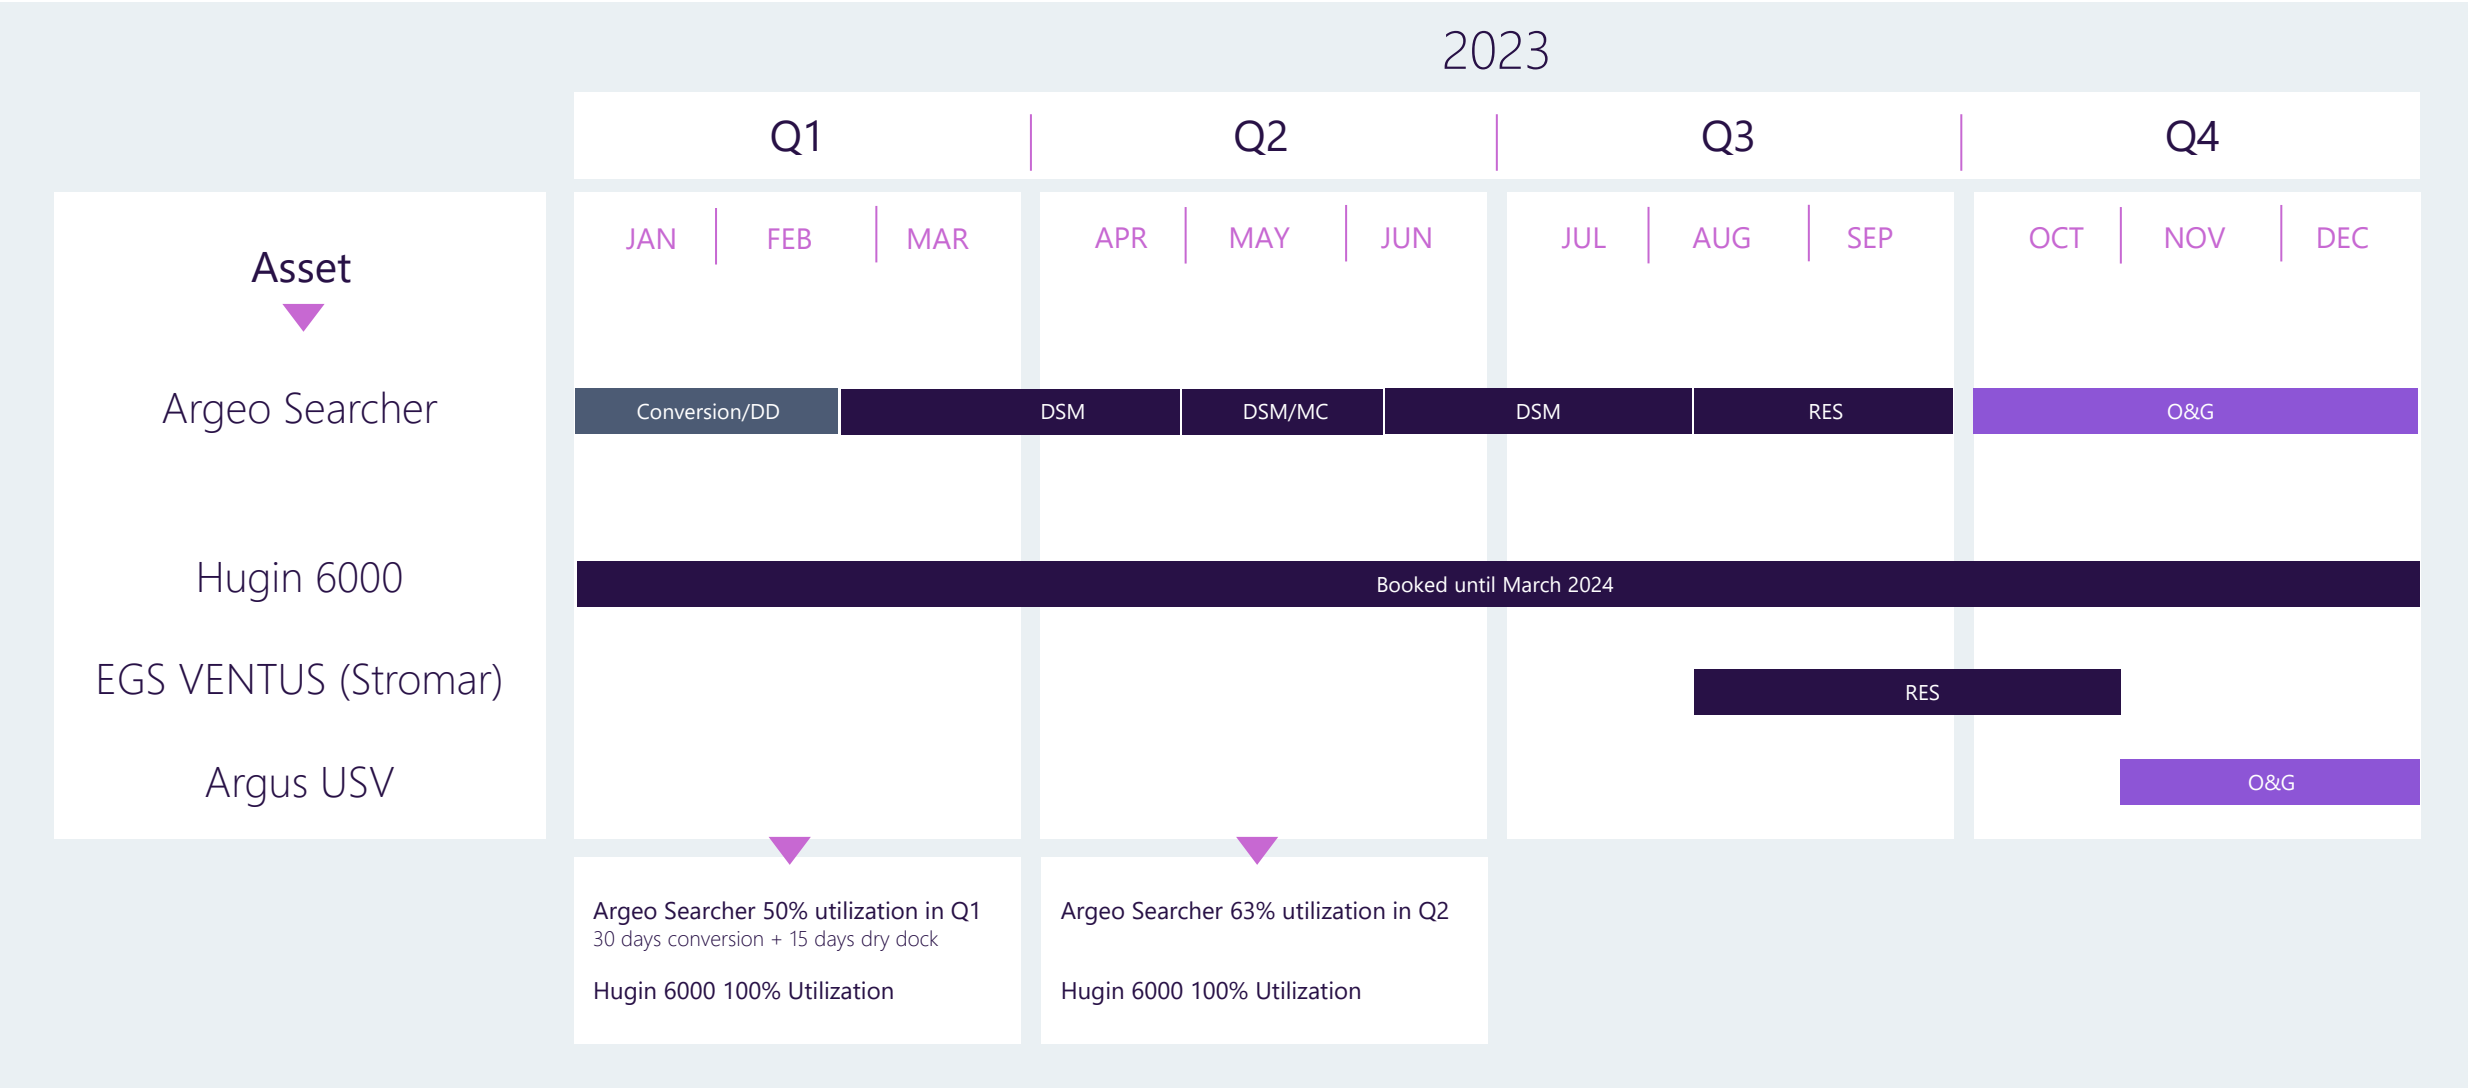 2023
Q1 Q2 Q3 Q4
Asset
JAN FEB MAR APR MAY JUN JUL AUG SEP OCT NOV DEC
Argeo Searcher
Conversion/DD DSM DSM/MC DSM RES O&G
Hugin 6000
Booked until March 2024
EGS VENTUS (Stromar)
RES
Argus USV
O&G
Argeo Searcher 50% utilization in Q1
30 days conversion + 15 days dry dock
Hugin 6000 100% Utilization
Argeo Searcher 63% utilization in Q2
Hugin 6000 100% Utilization